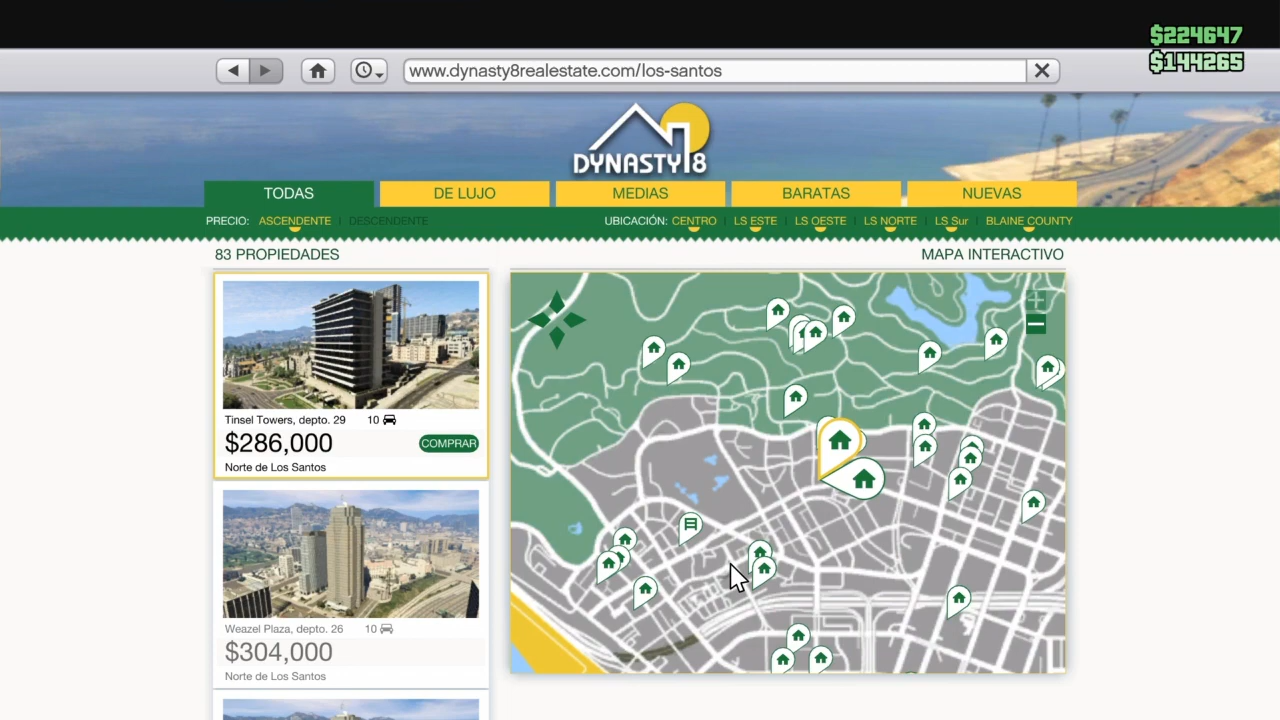 $224647
$144265
www.dynasty8realestate.com/los-santos
DYNASTY 8
TODAS
DE LUJO
MEDIAS
BARATAS
NUEVAS
PRECIO: ASCENDENTE | DESCENDENTE
UBICACIÓN: CENTRO | LS ESTE | LS OESTE | LS NORTE | LS Sur | BLAINE COUNTY
83 PROPIEDADES
MAPA INTERACTIVO
Tinsel Towers, depto. 29 10
$286,000
COMPRAR
Norte de Los Santos
Weazel Plaza, depto. 26 10
$304,000
Norte de Los Santos